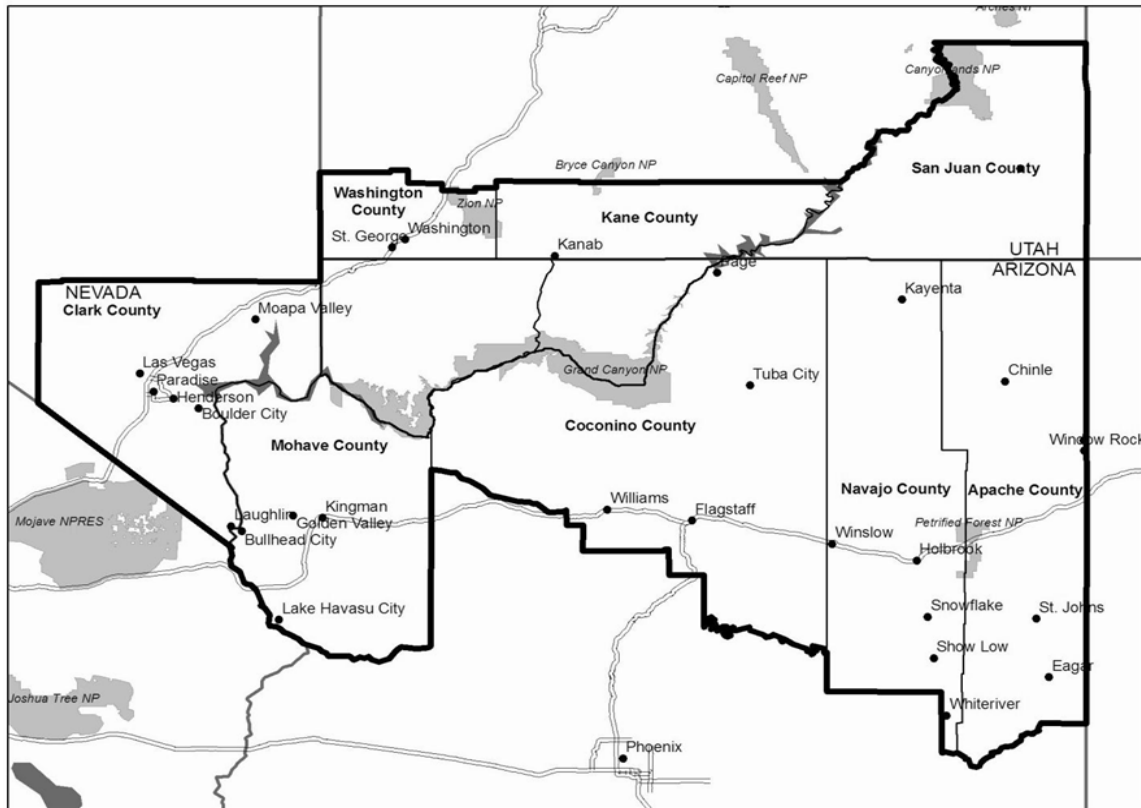 Arches NP
Canyonlands NP
Capitol Reef NP
Bryce Canyon NP
San Juan County
Washington
County
Zion NP
Kane County
Washington
St. George
Kanab
UTAH
ARIZONA
Page
NEVADA
Clark County
Kayenta
Moapa Valley
Las Vegas
Grand Canyon NP
Tuba City
Chinle
Paradise
Henderson
Boulder City
Coconino County
Mohave County
Window Rock
Navajo County
Apache County
Mojave NPRES
Laughlin
Kingman
Golden Valley
Bullhead City
Williams
Flagstaff
Petrified Forest NP
Winslow
Holbrook
Lake Havasu City
Snowflake
St. Johns
Show Low
Eagar
Joshua Tree NP
Whiteriver
Phoenix